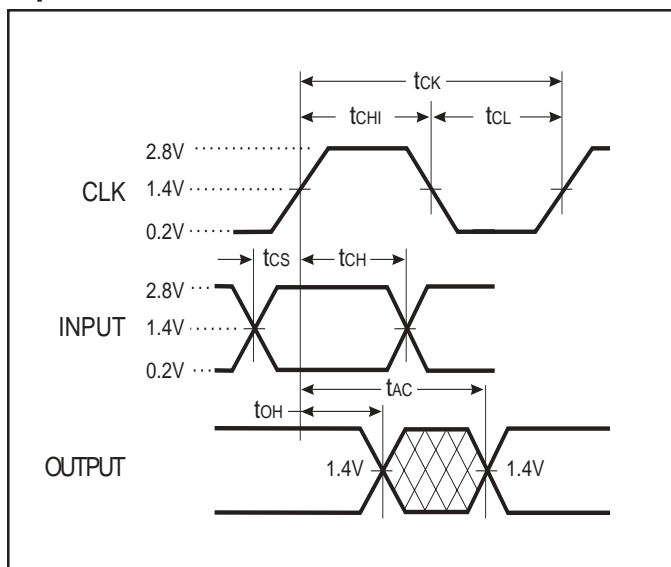 tCK
tCHI
tCL
2.8V
CLK
1.4V
0.2V
tCS
tCH
2.8V
INPUT
1.4V
0.2V
tAC
tOH
OUTPUT
1.4V
1.4V